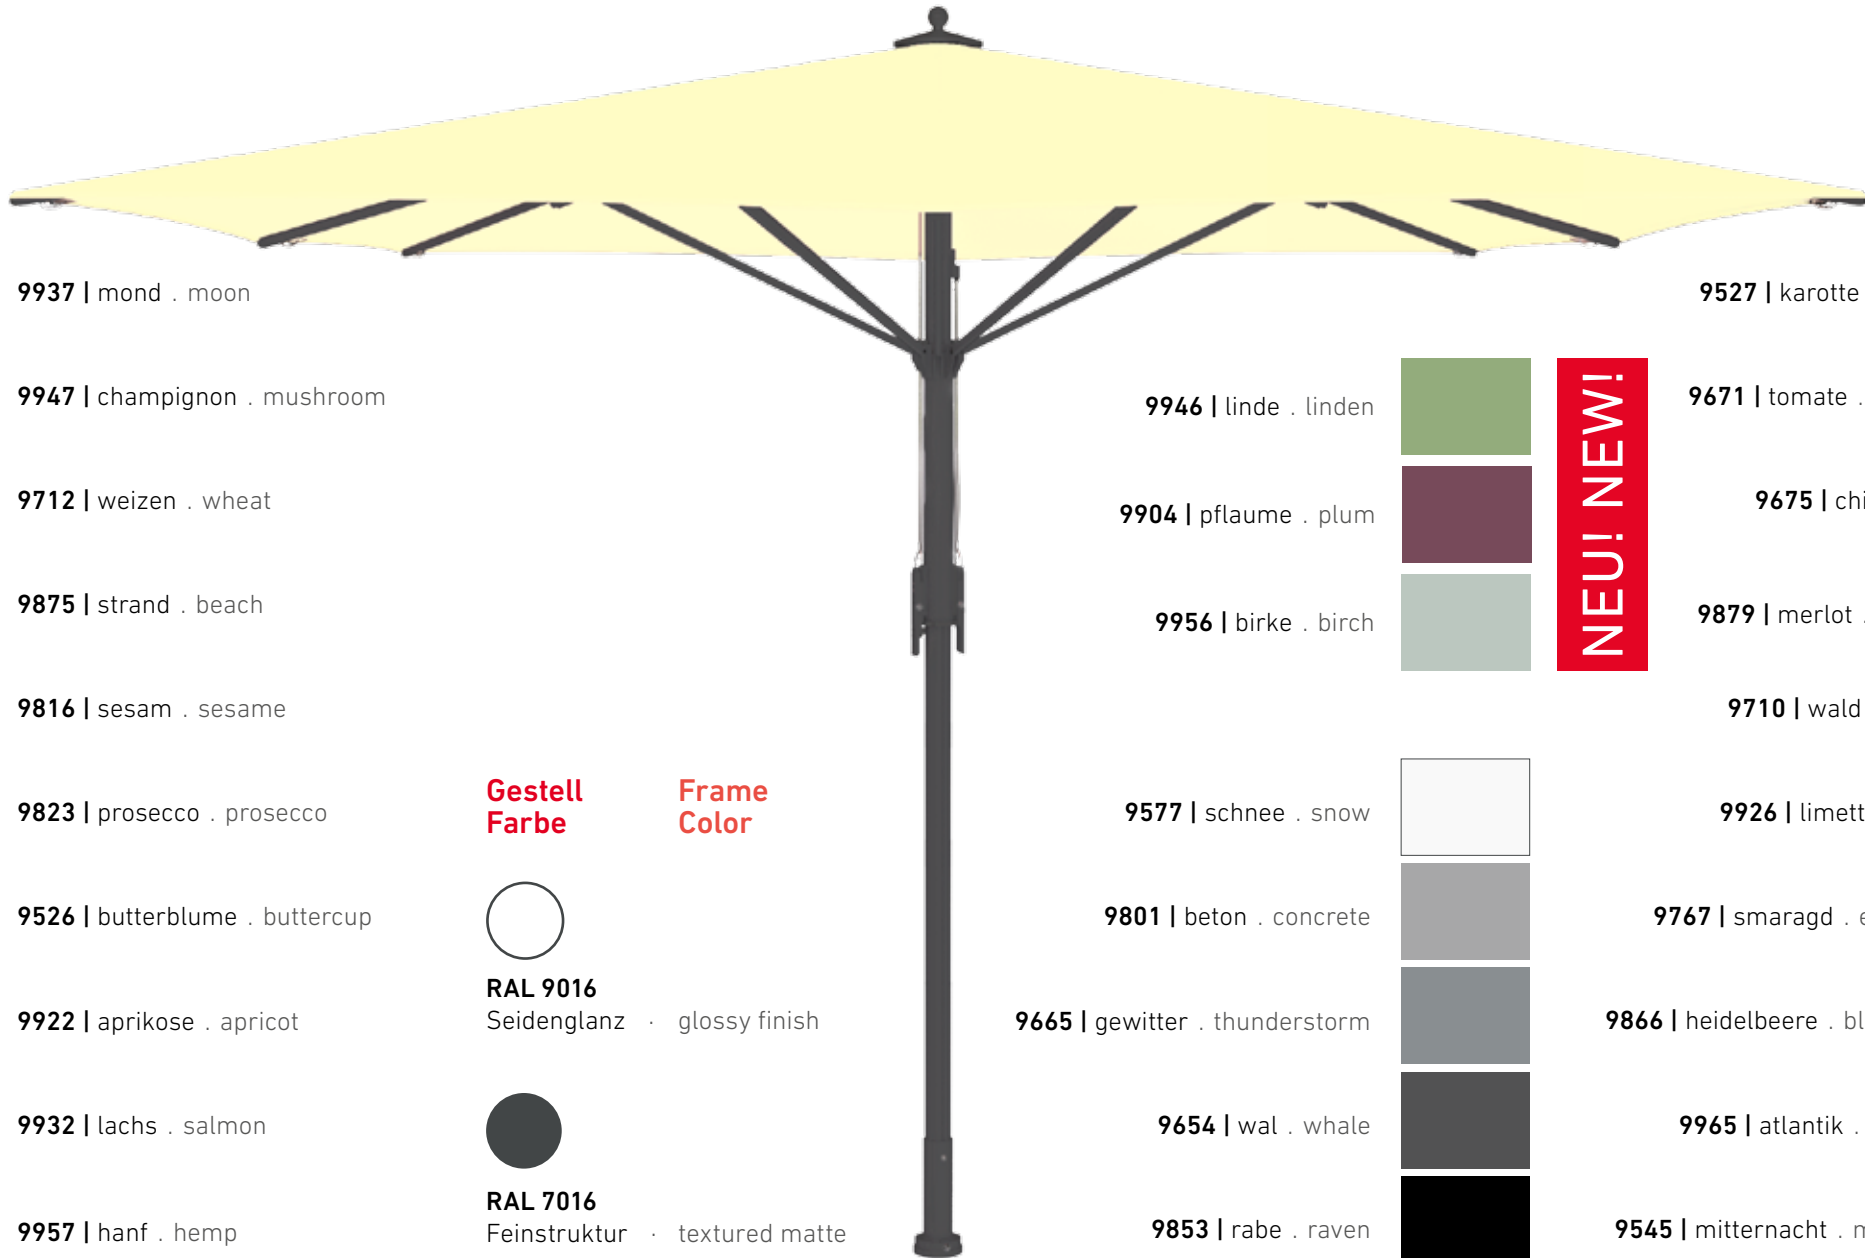 9937 | mond . moon
9947 | champignon . mushroom
9712 | weizen . wheat
9875 | strand . beach
9816 | sesam . sesame
9823 | prosecco . prosecco
9526 | butterblume . buttercup
9922 | aprikose . apricot
9932 | lachs . salmon
9957 | hanf . hemp
Gestell Farbe
Frame Color
RAL 9016
Seidenglanz · glossy finish
RAL 7016
Feinstruktur · textured matte
9946 | linde . linden
9904 | pflaume . plum
9956 | birke . birch
NEU! NEW!
9577 | schnee . snow
9801 | beton . concrete
9665 | gewitter . thunderstorm
9654 | wal . whale
9853 | rabe . raven
9527 | karotte
9671 | tomate .
9675 |
9879 | merlot .
9710 | wald
9926 |
9767 | smaragd .
9866 | heidelbeere .
9965 | atlantik .
9545 | mitternacht .